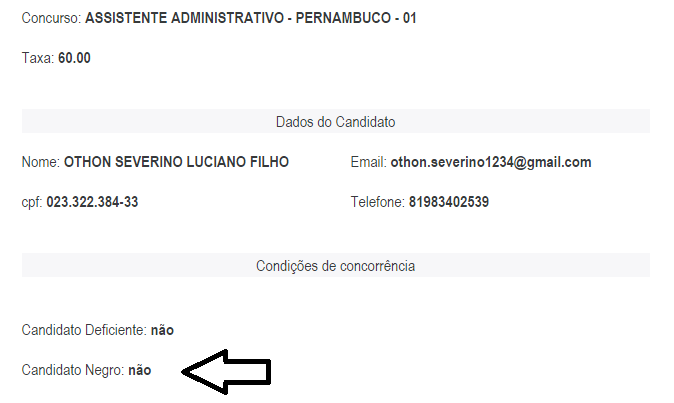 Concurso: ASSISTENTE ADMINISTRATIVO - PERNAMBUCO - 01
Taxa: 60.00
Dados do Candidato
Nome: OTHON SEVERINO LUCIANO FILHO Email: othon.severino1234@gmail.com
cpf: 023.322.384-33 Telefone: 81983402539
Condições de concorrência
Candidato Deficiente: não
Candidato Negro: não